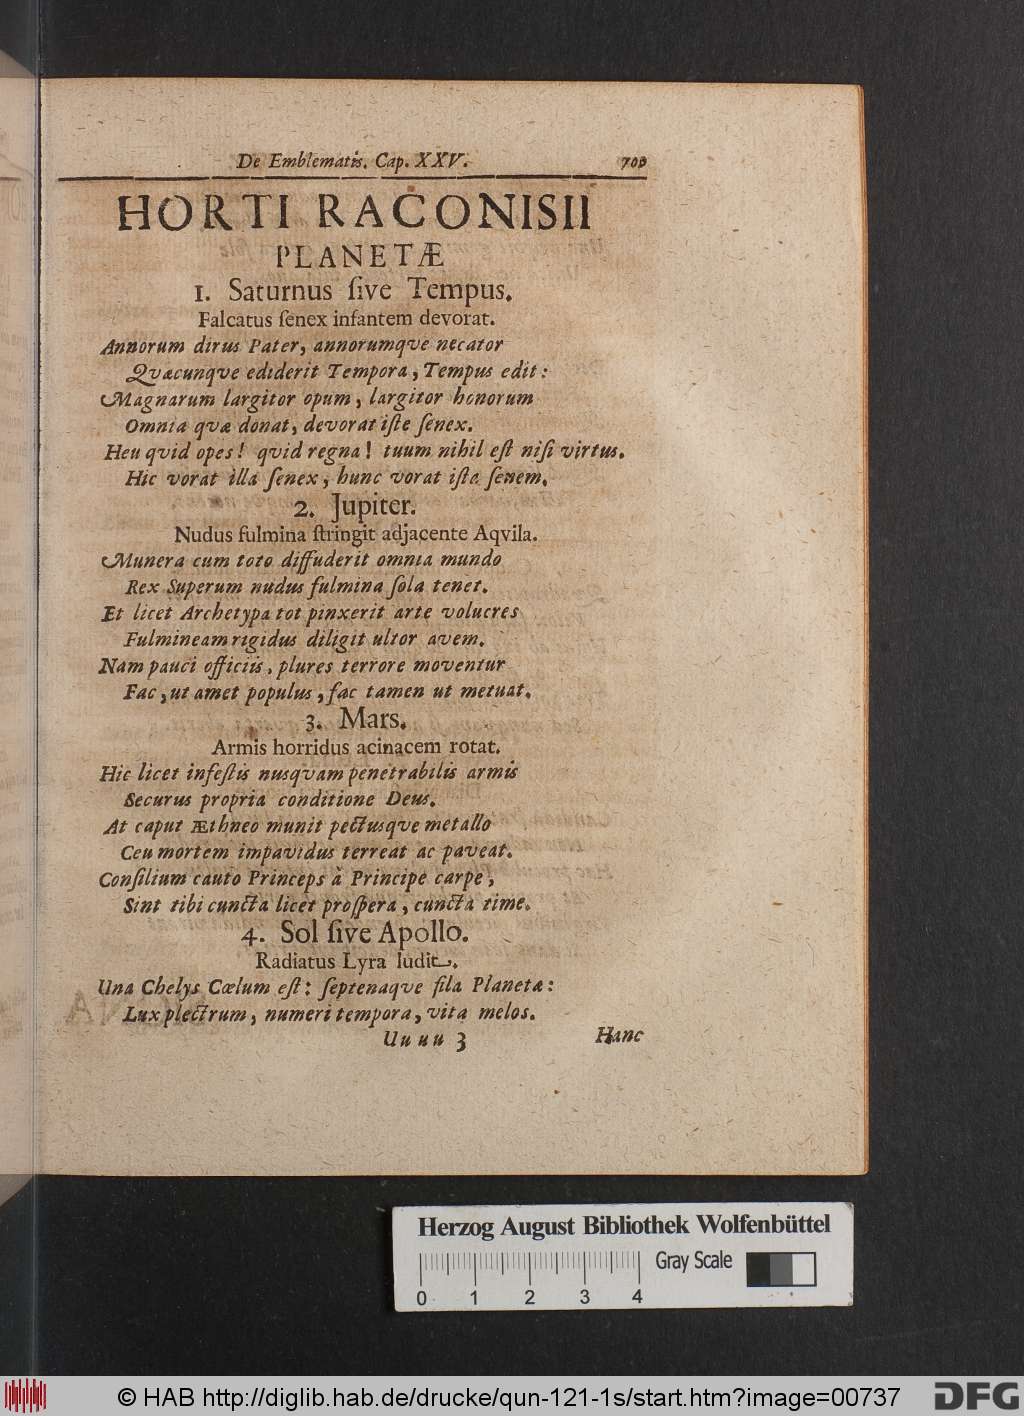 De Emblematis. Cap. XXV. 709
HORTI RACONISII
PLANETÆ
1. Saturnus ſive Tempus.
Falcatus ſenex infantem devorat.
Annorum dirus Pater, annorumqve necator
Qvæcunqve ediderit Tempora, Tempus edit:
Magnarum largitor opum, largitor honorum
Omnia qvæ donat, devorat iſte ſenex.
Heu qvid opes! qvid regna! tuum nihil eſt niſi virtus.
Hic vorat illa ſenex, hunc vorat iſta ſenem.
2. Jupiter.
Nudus fulmina ſtringit adjacente Aqvila.
Munera cum toto diffuderit omnia mundo
Rex Superum nudus fulmina ſola tenet.
Et licet Archetypa tot pinxerit arte volucres
Fulmineam rigidus diligit ultor avem.
Nam pauci officiis, plures terrore moventur
Fac, ut amet populus, fac tamen ut metuat.
3. Mars.
Armis horridus acinacem rotat.
Hic licet infeſtis nusqvam penetrabilis armis
Securus propria conditione Deus.
At caput Æthneo munit pectusqve metallo
Ceu mortem impavidus terreat ac paveat.
Conſilium cauto Princeps à Principe carpe,
Sint tibi cuncta licet proſpera, cuncta time.
4. Sol ſive Apollo.
Radiatus Lyra ludit.
Una Chelys Cœlum eſt: ſeptenaqve fila Planetæ:
Lux plectrum, numeri tempora, vita melos.
Uuuu 3 Hanc
Herzog August Bibliothek Wolfenbüttel
Gray Scale
0 1 2 3 4
© HAB http://diglib.hab.de/drucke/qun-121-1s/start.htm?image=00737
DFG